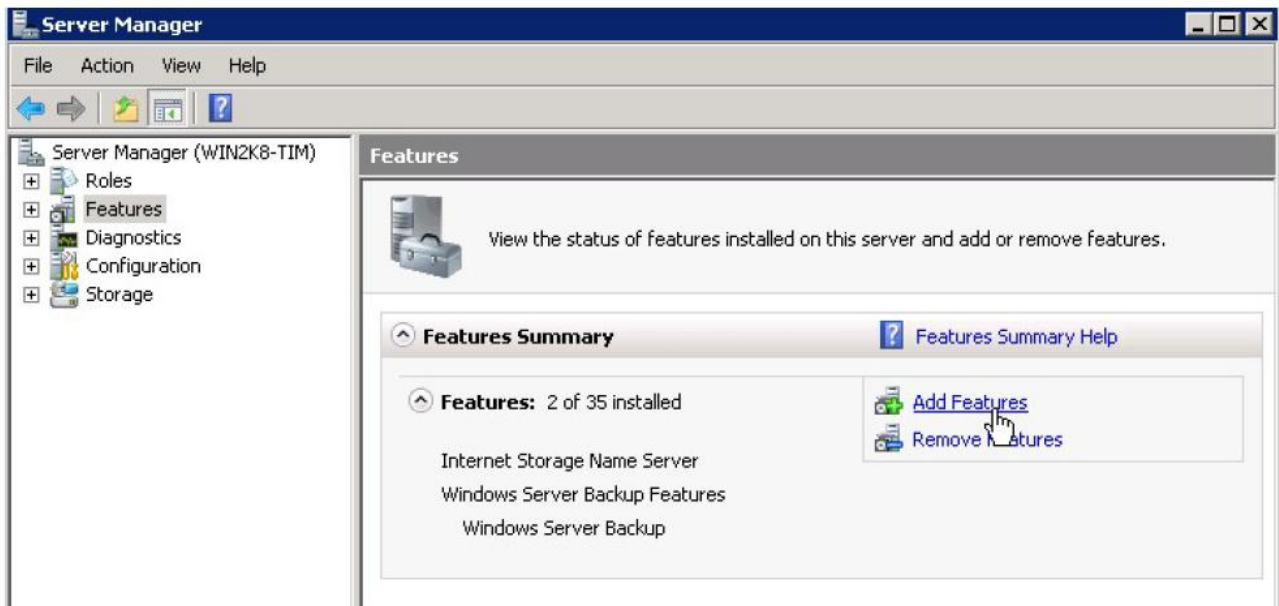 Server Manager
File Action View Help
Server Manager (WIN2K8-TIM)
Roles
Features
Diagnostics
Configuration
Storage
Features
View the status of features installed on this server and add or remove features.
Features Summary
Features Summary Help
Features: 2 of 35 installed
Internet Storage Name Server
Windows Server Backup Features
Windows Server Backup
Add Features
Remove Features